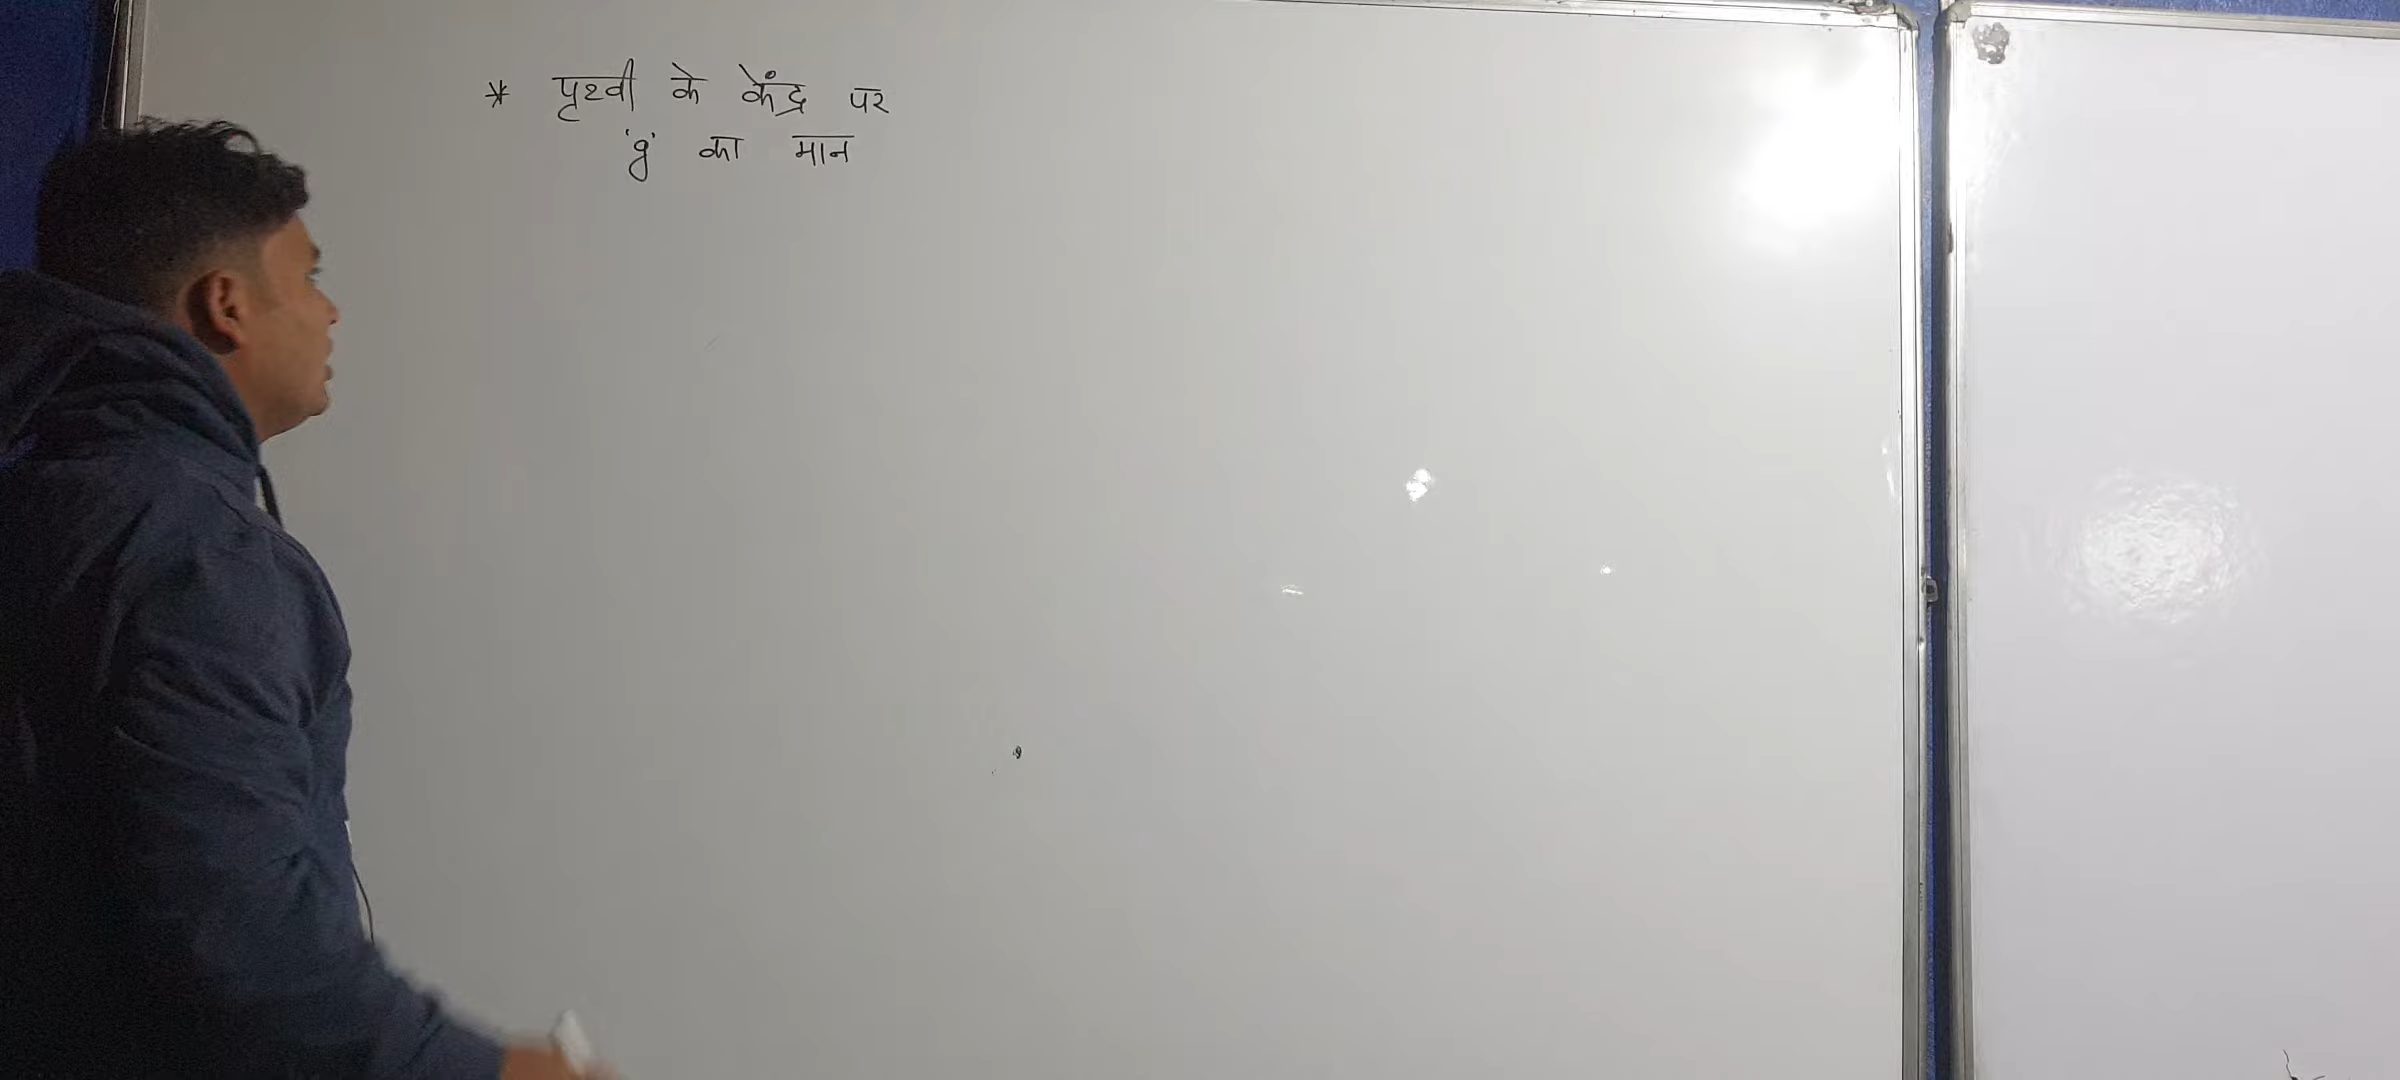 * पृथ्वी के केंद्र पर
'g' का मान